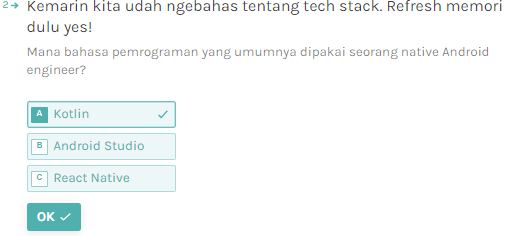 2→ Kemarin kita udah ngebahas tentang tech stack. Refresh memori
dulu yes!
Mana bahasa pemrograman yang umumnya dipakai seorang native Android
engineer?
A Kotlin
B Android Studio
C React Native
OK